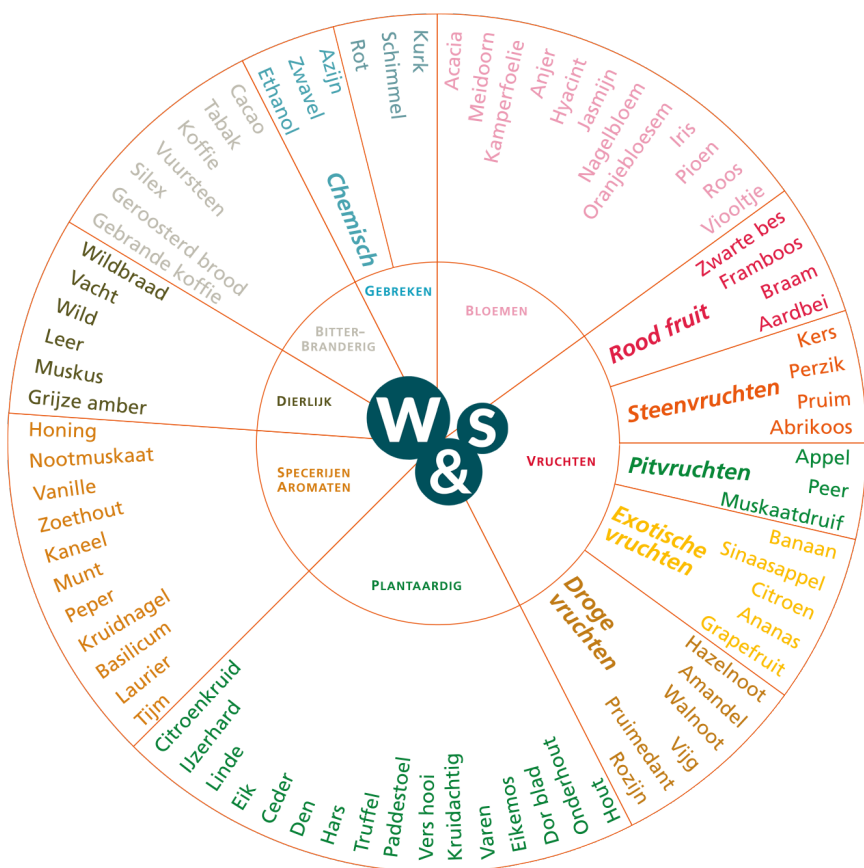 Kurk
Schimmel
Rot
Azijn
Zwavel
Ethanol
Chemisch
GEBREKEN
Acacia
Meidoorn
Kamperfoelie
Anjer
Hyacint
Jasmijn
Nagelbloem
Oranjebloesem
Iris
Pioen
Roos
Viooltje
BLOEMEN
Zwarte bes
Framboos
Braam
Aardbei
Rood fruit
Kers
Perzik
Pruim
Abrikoos
Steenvruchten
Appel
Peer
Muskaatdruif
Pitvruchten
Banaan
Sinaasappel
Citroen
Ananas
Grapefruit
Exotische
vruchten
Hazelnoot
Amandel
Walnoot
Vijg
Pruimedant
Rozijn
Droge
vruchten
VRUCHTEN
Hout
Onderhout
Dor blad
Eikemos
Varen
Kruidachtig
Vers hooi
Paddestoel
Truffel
Hars
Den
Ceder
Eik
Linde
IJzerhard
Citroenkruid
PLANTAARDIG
Honing
Nootmuskaat
Vanille
Zoethout
Kaneel
Munt
Peper
Kruidnagel
Basilicum
Laurier
Tijm
SPECERIJEN
AROMATEN
Wildbraad
Vacht
Wild
Leer
Muskus
Grijze amber
DIERLIJK
Cacao
Tabak
Koffie
Vuursteen
Silex
Geroosterd brood
Gebrande koffie
BITTER-
BRANDERIG
W&S